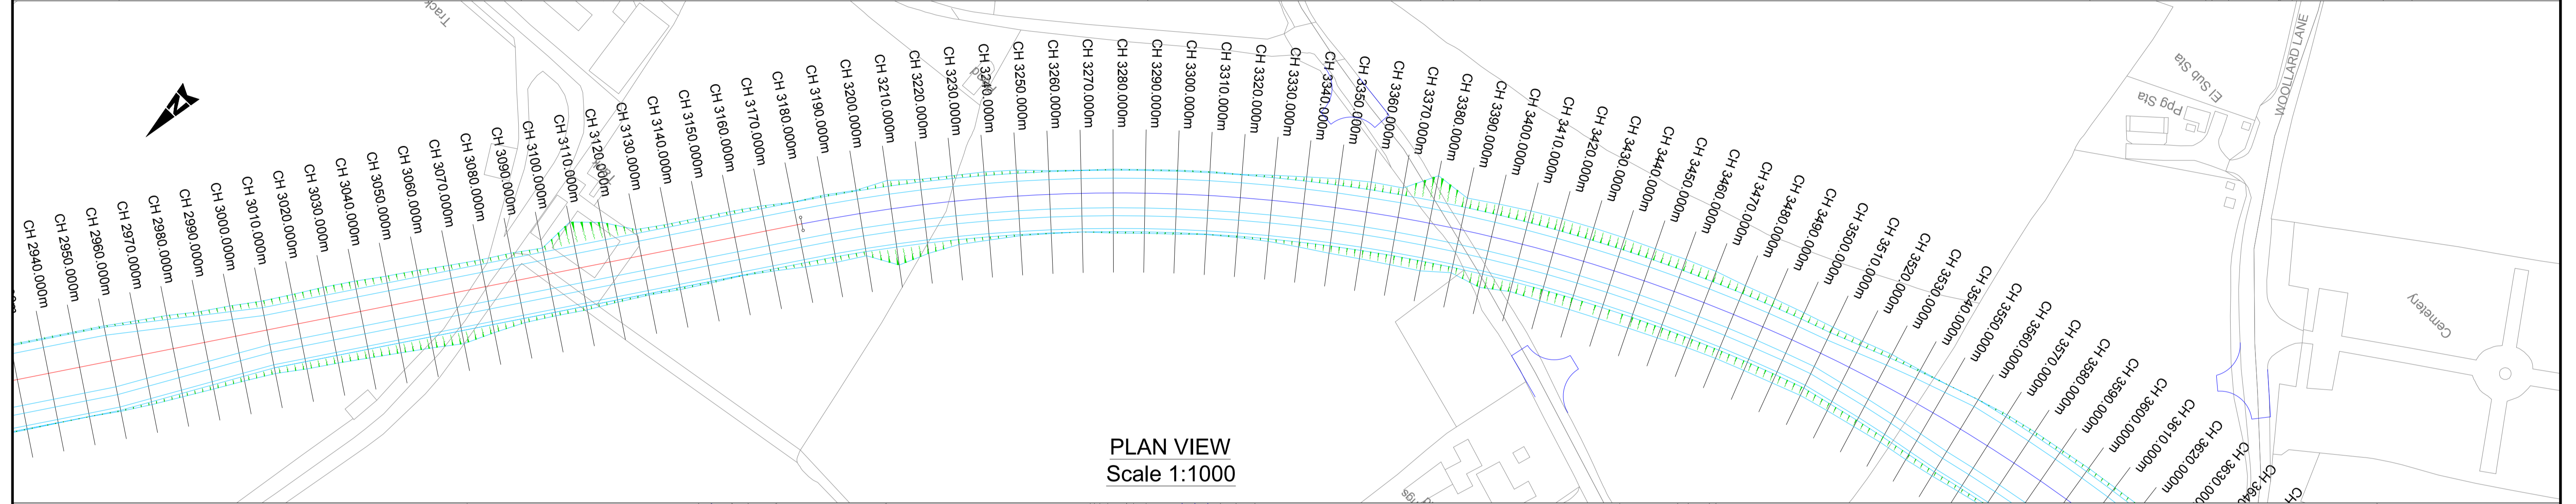 Track
N
CH 2940.000m
CH 2950.000m
CH 2960.000m
CH 2970.000m
CH 2980.000m
CH 2990.000m
CH 3000.000m
CH 3010.000m
CH 3020.000m
CH 3030.000m
CH 3040.000m
CH 3050.000m
CH 3060.000m
CH 3070.000m
CH 3080.000m
CH 3090.000m
CH 3100.000m
CH 3110.000m
CH 3120.000m
CH 3130.000m
CH 3140.000m
CH 3150.000m
CH 3160.000m
CH 3170.000m
CH 3180.000m
CH 3190.000m
CH 3200.000m
CH 3210.000m
CH 3220.000m
CH 3230.000m
CH 3240.000m
CH 3250.000m
CH 3260.000m
CH 3270.000m
CH 3280.000m
CH 3290.000m
CH 3300.000m
CH 3310.000m
CH 3320.000m
CH 3330.000m
CH 3340.000m
CH 3350.000m
CH 3360.000m
CH 3370.000m
CH 3380.000m
CH 3390.000m
CH 3400.000m
CH 3410.000m
CH 3420.000m
CH 3430.000m
CH 3440.000m
CH 3450.000m
CH 3460.000m
CH 3470.000m
CH 3480.000m
CH 3490.000m
CH 3500.000m
CH 3510.000m
CH 3520.000m
CH 3530.000m
CH 3540.000m
CH 3550.000m
CH 3560.000m
CH 3570.000m
CH 3580.000m
CH 3590.000m
CH 3600.000m
CH 3610.000m
CH 3620.000m
CH 3630.000m
CH 3640
CH
El Sub Sta
Ppg Sta
WOOLLARD LANE
Cemetery
PLAN VIEW
Scale 1:1000